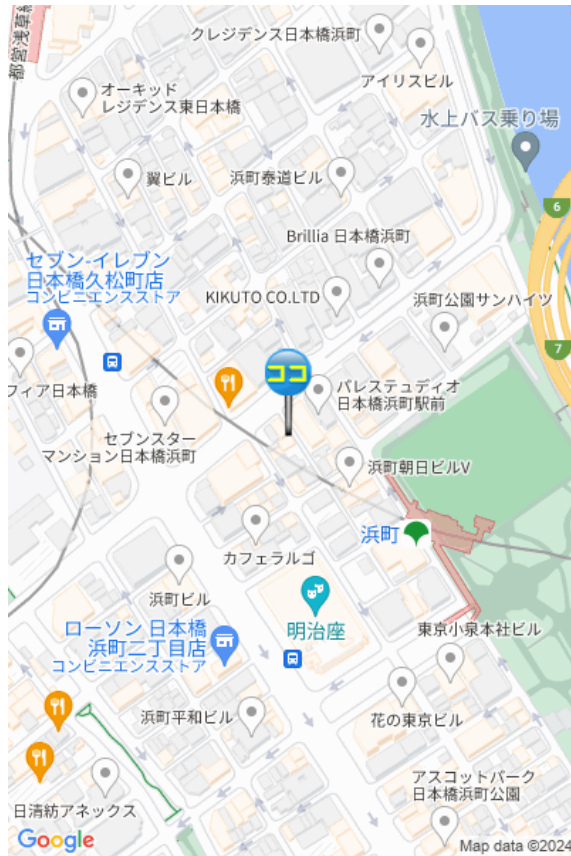 都営浅草線
クレジデンス日本橋浜町
アイリスビル
オーキッド
レジデンス東日本橋
水上バス乗り場
翼ビル
浜町泰道ビル
6
Brillia 日本橋浜町
セブン‐イレブン
日本橋久松町店
コンビニエンスストア
KIKUTO CO.LTD
浜町公園サンハイツ
7
ココ
フィア日本橋
パレステュディオ
日本橋浜町駅前
セブンスター
マンション日本橋浜町
浜町朝日ビルV
浜町
カフェラルゴ
浜町ビル
明治座
ローソン 日本橋
浜町二丁目店
コンビニエンスストア
東京小泉本社ビル
浜町平和ビル
花の東京ビル
アスコットパーク
日本橋浜町公園
日清紡アネックス
Google
Map data ©2024